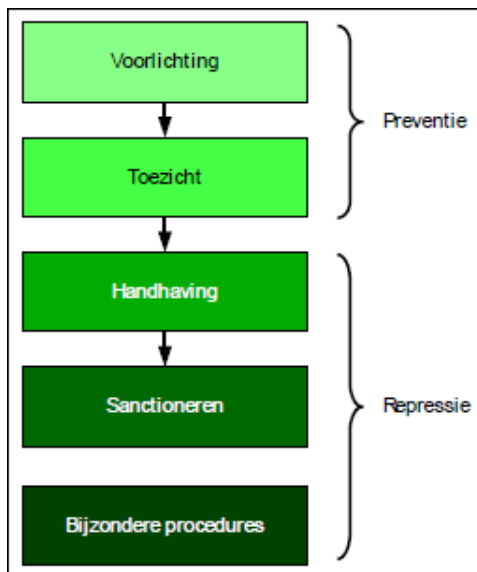 Voorlichting
Preventie
Toezicht
Handhaving
Sanctioneren
Repressie
Bijzondere procedures